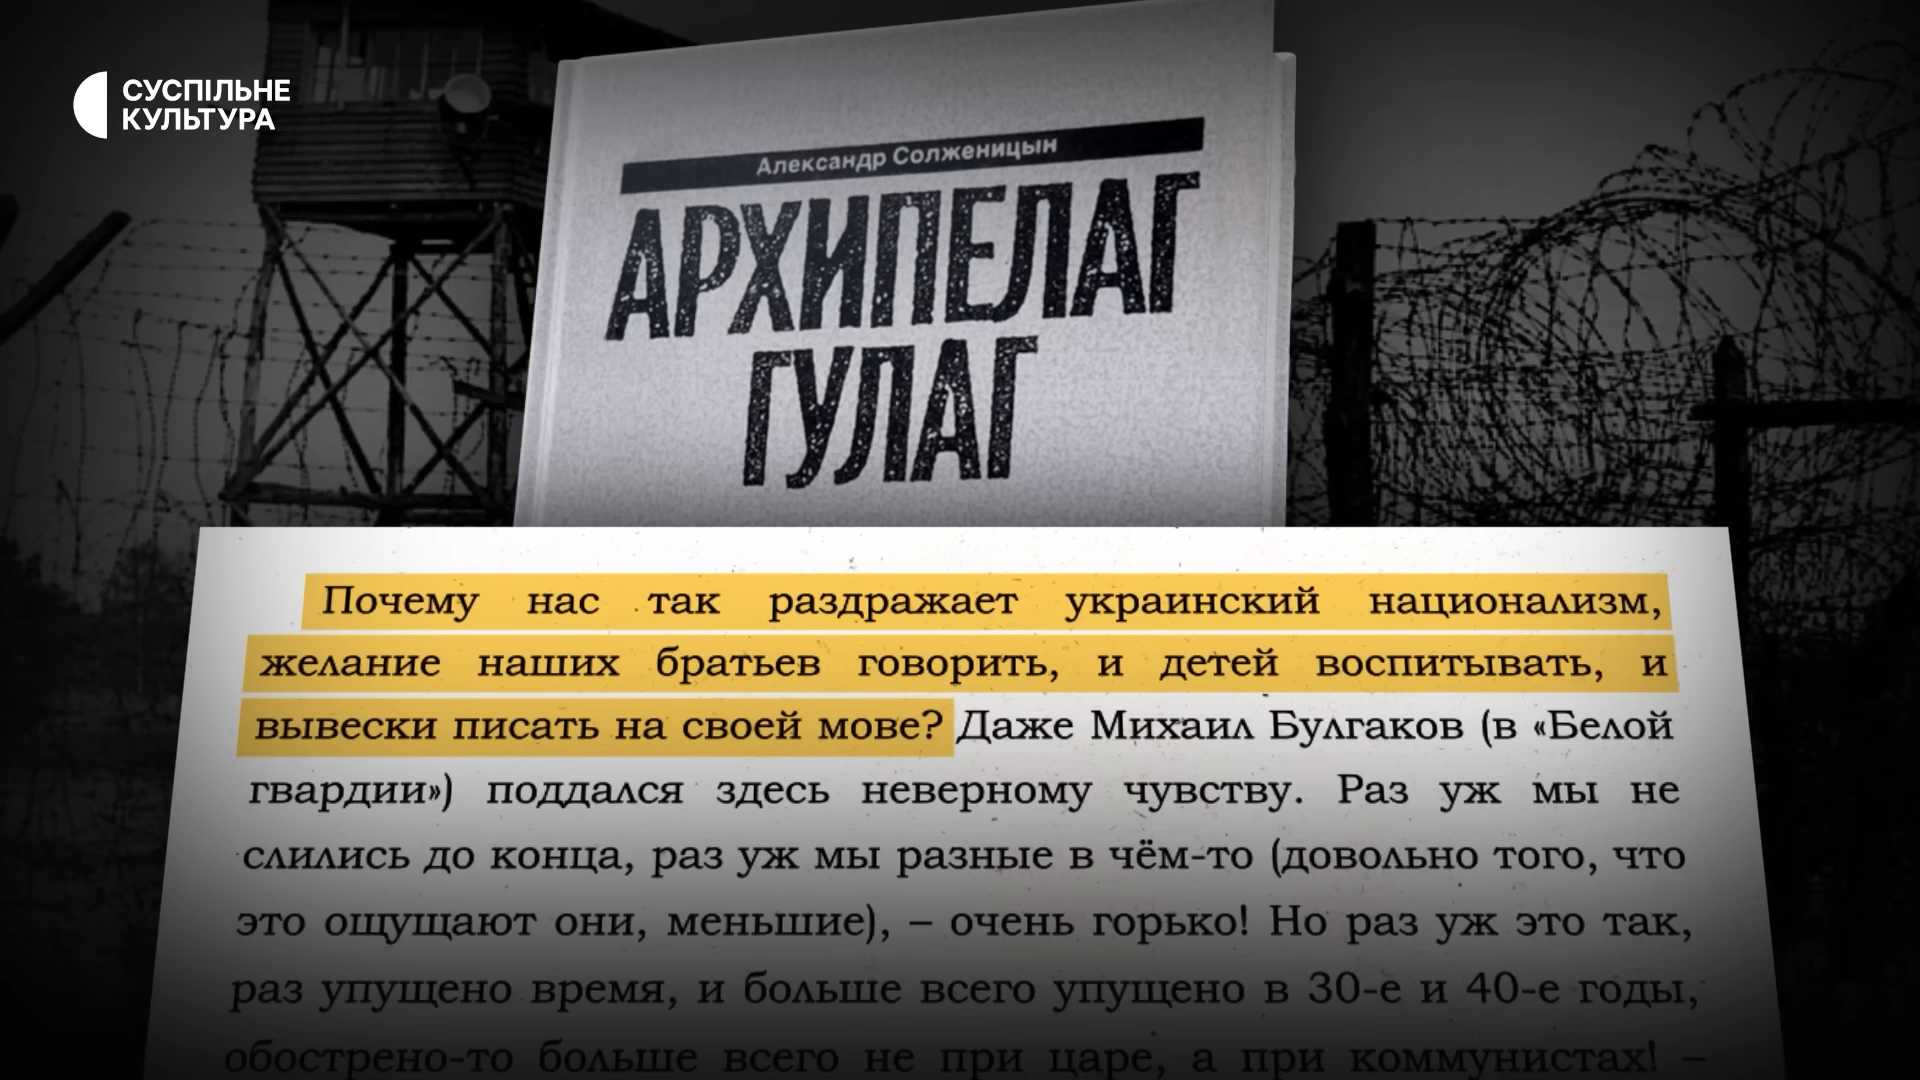 СУСПІЛЬНЕ
КУЛЬТУРА
Александр Солженицын
АРХИПЕЛАГ
ГУЛАГ
Почему нас так раздражает украинский национализм,
желание наших братьев говорить, и детей воспитывать, и
вывески писать на своей мове? Даже Михаил Булгаков (в «Белой
гвардии») поддался здесь неверному чувству. Раз уж мы не
слились до конца, раз уж мы разные в чём-то (довольно того, что
это ощущают они, меньшие), – очень горько! Но раз уж это так,
раз упущено время, и больше всего упущено в 30-е и 40-е годы,
обострено-то больше всего не при царе, а при коммунистах! –